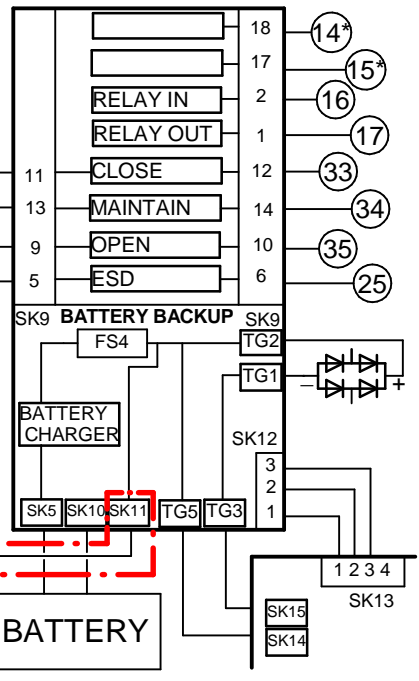 18 14*
17 15*
RELAY IN 2 16
RELAY OUT 1 17
11 CLOSE 12 33
13 MAINTAIN 14 34
9 OPEN 10 35
5 ESD 6 25
SK9 BATTERY BACKUP SK9
FS4 TG2
TG1 − +
BATTERY
CHARGER
SK12
3
2
1
SK5 SK10 SK11 TG5 TG3
1 2 3 4
SK13
SK15
SK14
BATTERY